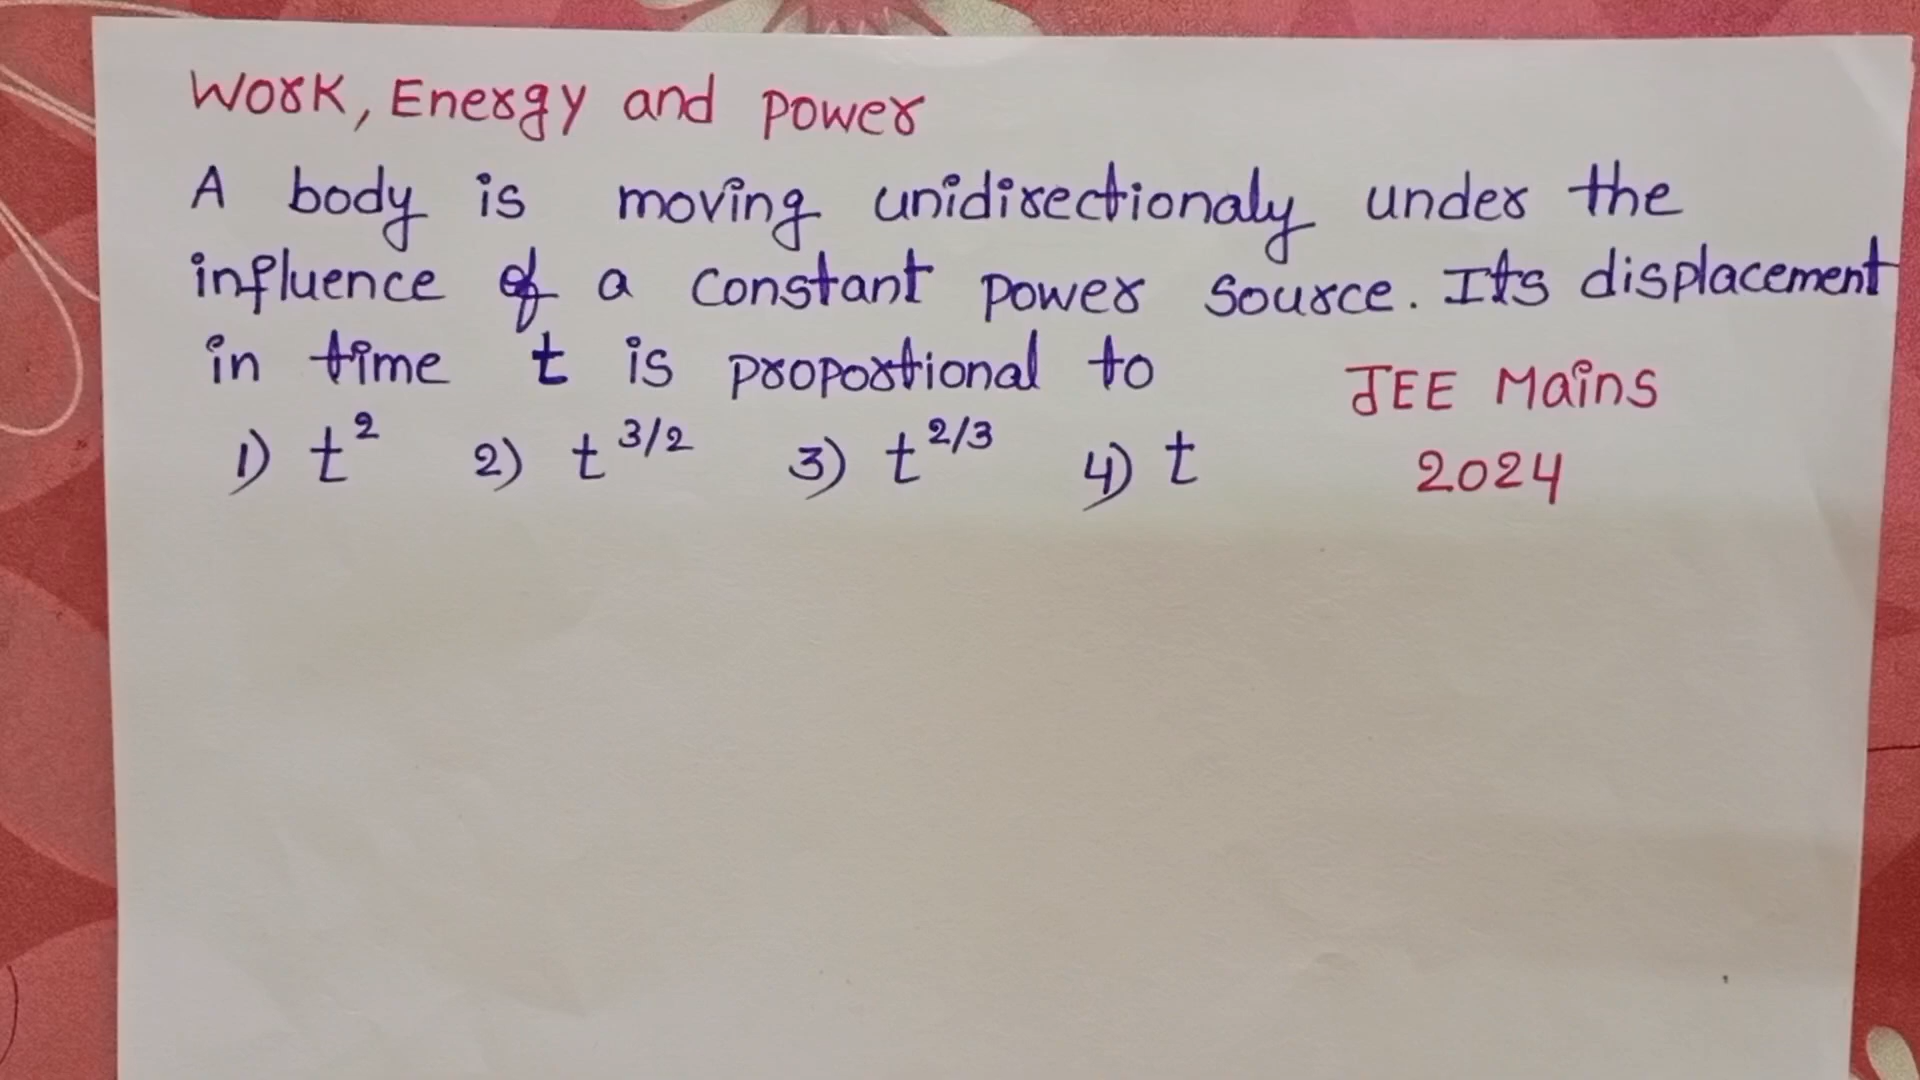 Work, Energy and power
A body is moving unidirectionaly under the
influence of a constant power source. Its displacement
in time t is proportional to
JEE Mains
1) t^2 2) t^3/2 3) t^2/3 4) t
2024